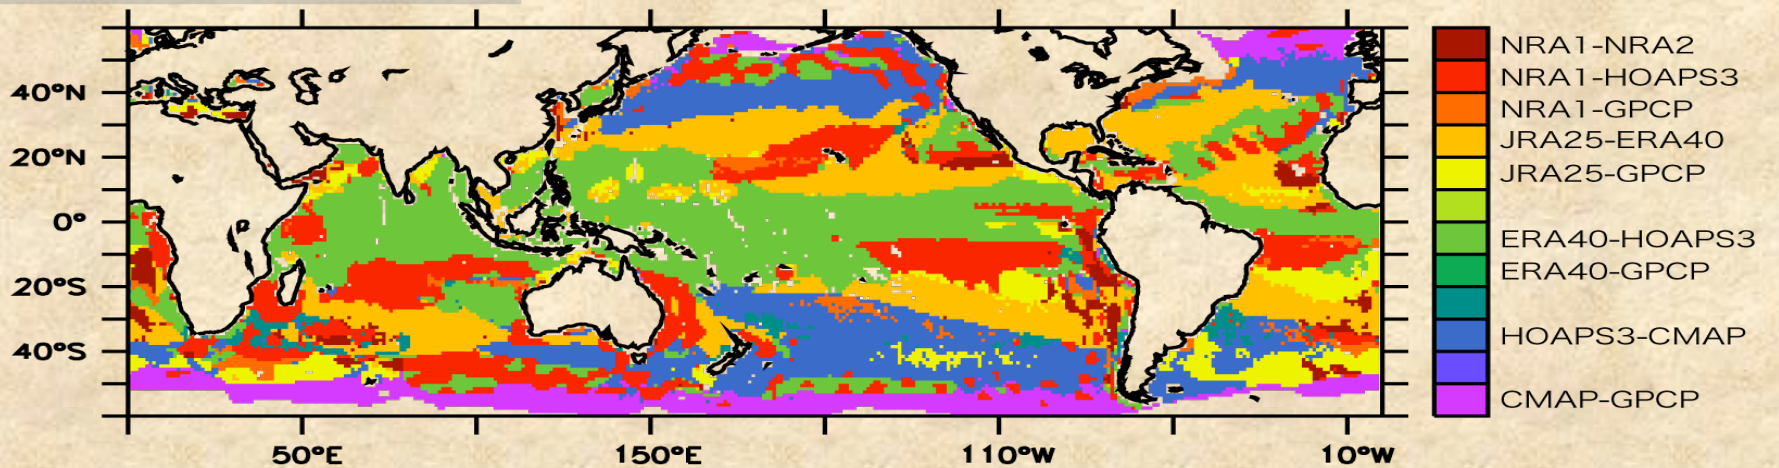 40°N
20°N
0°
20°S
40°S
50°E
150°E
110°W
10°W
NRA1-NRA2
NRA1-HOAPS3
NRA1-GPCP
JRA25-ERA40
JRA25-GPCP
ERA40-HOAPS3
ERA40-GPCP
HOAPS3-CMAP
CMAP-GPCP